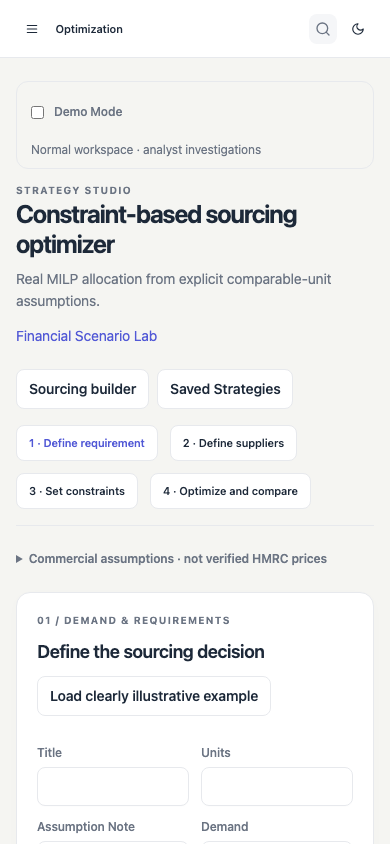 Optimization
Demo Mode
Normal workspace · analyst investigations
STRATEGY STUDIO
Constraint-based sourcing
optimizer
Real MILP allocation from explicit comparable-unit
assumptions.
Financial Scenario Lab
Sourcing builder
Saved Strategies
1 · Define requirement
2 · Define suppliers
3 · Set constraints
4 · Optimize and compare
Commercial assumptions · not verified HMRC prices
01 / DEMAND & REQUIREMENTS
Define the sourcing decision
Load clearly illustrative example
Title
Units
Assumption Note
Demand